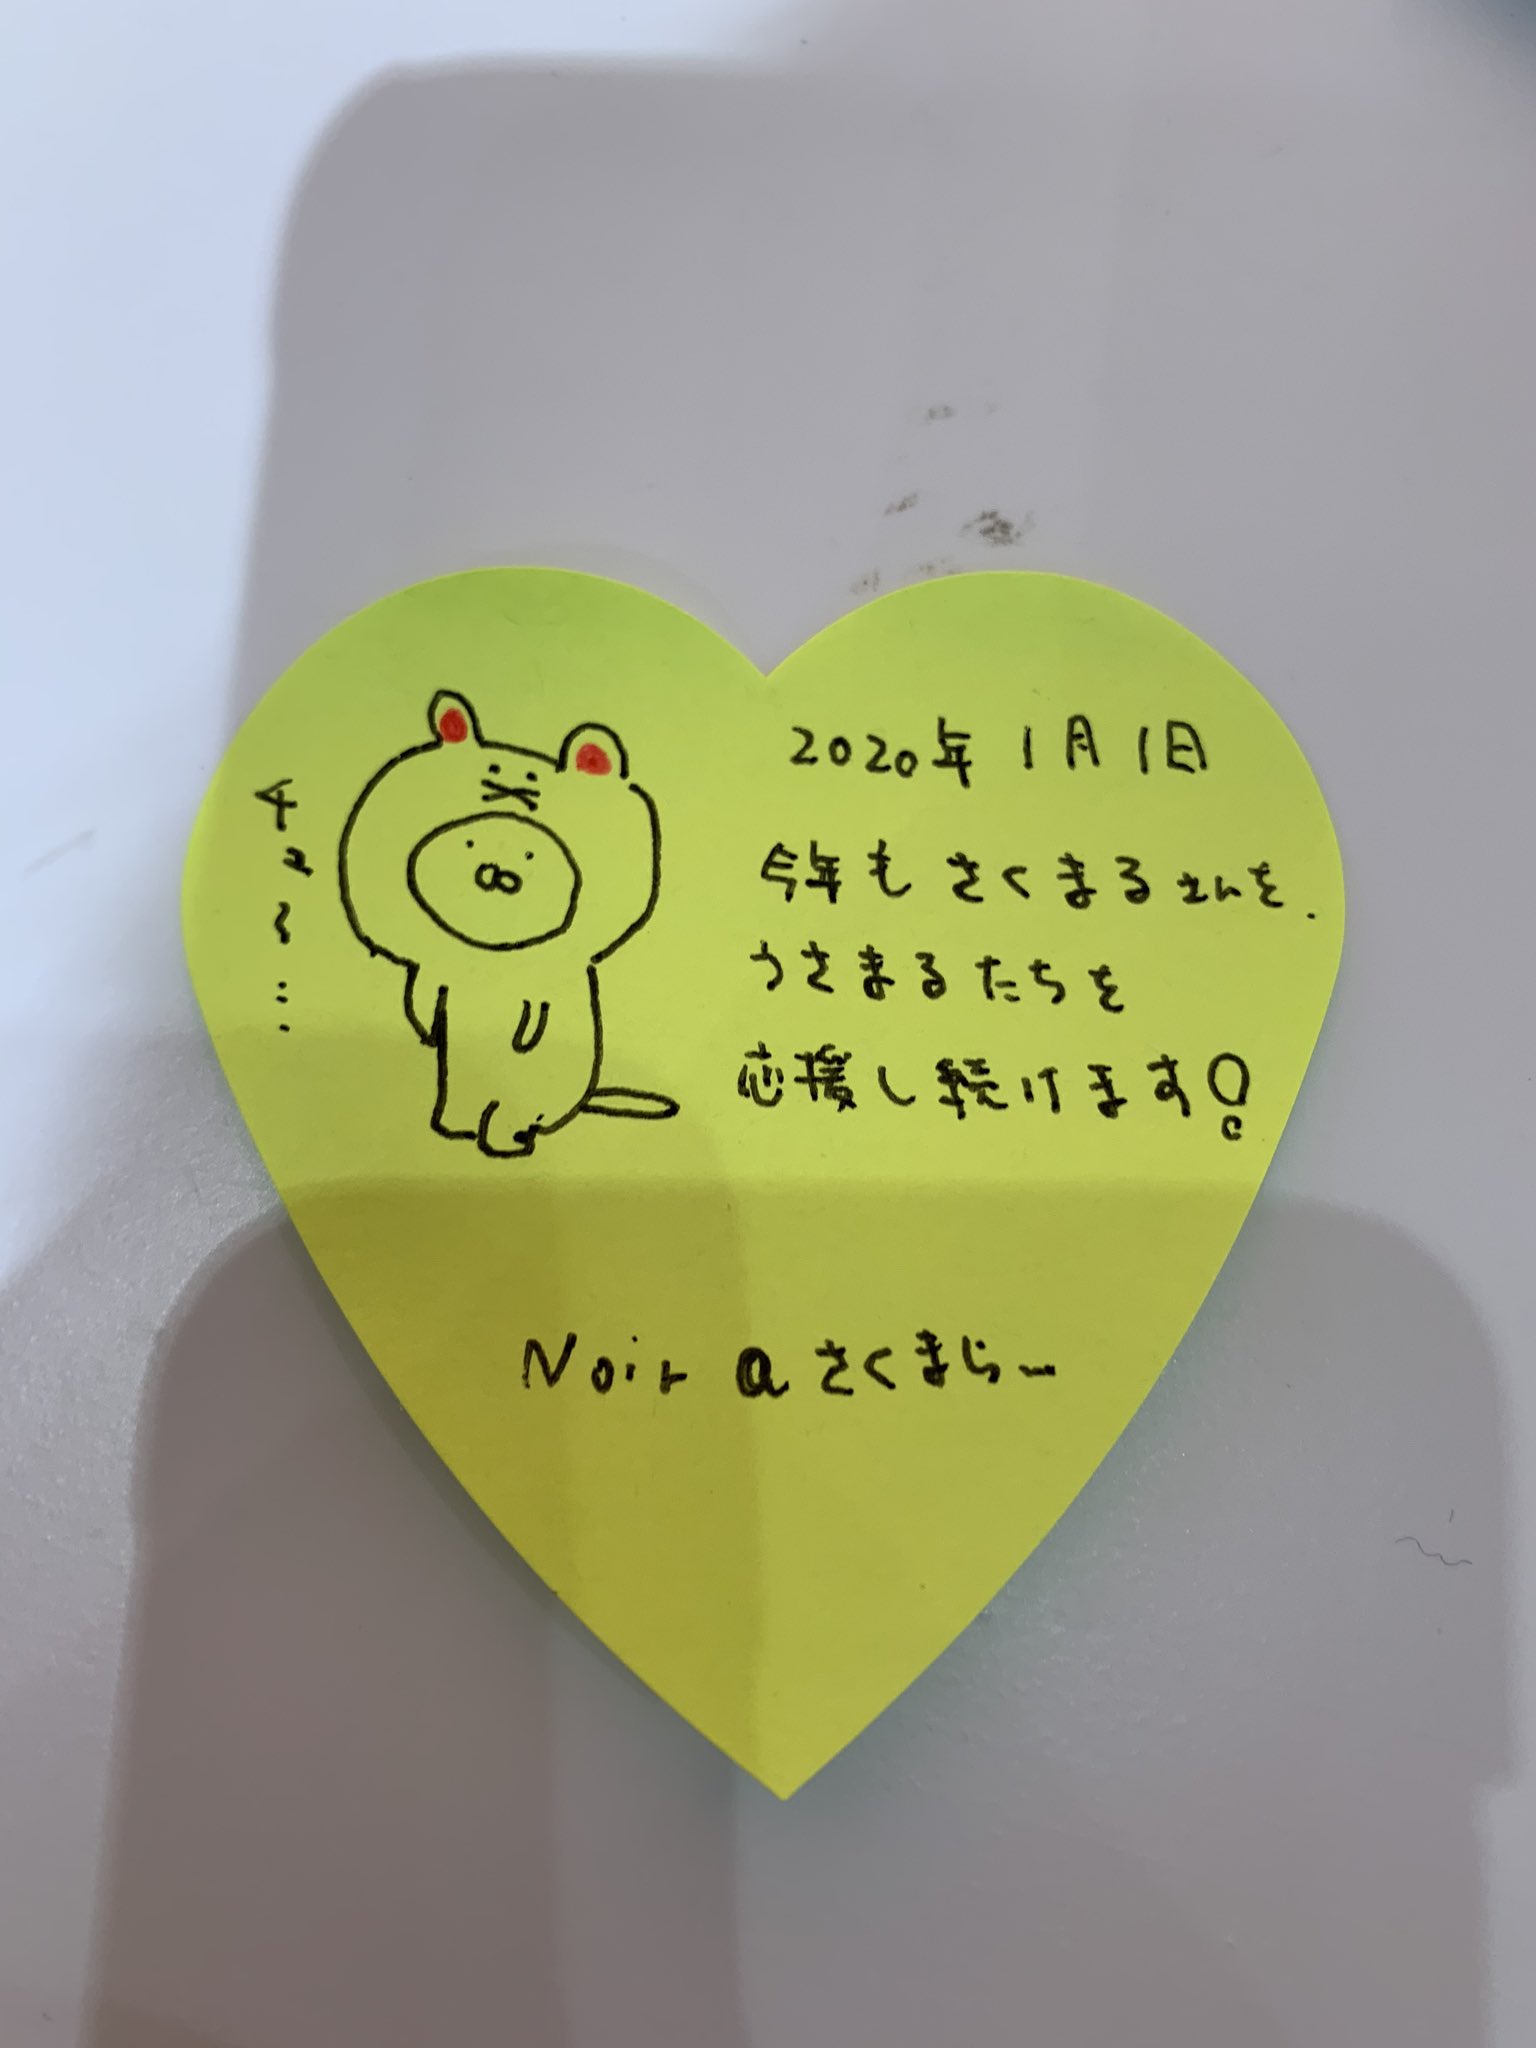 チュ〜…
2020年1月1日
今年もさくまるさんを.
うさまるたちを
応援し続けます!
Noir @さくまらー